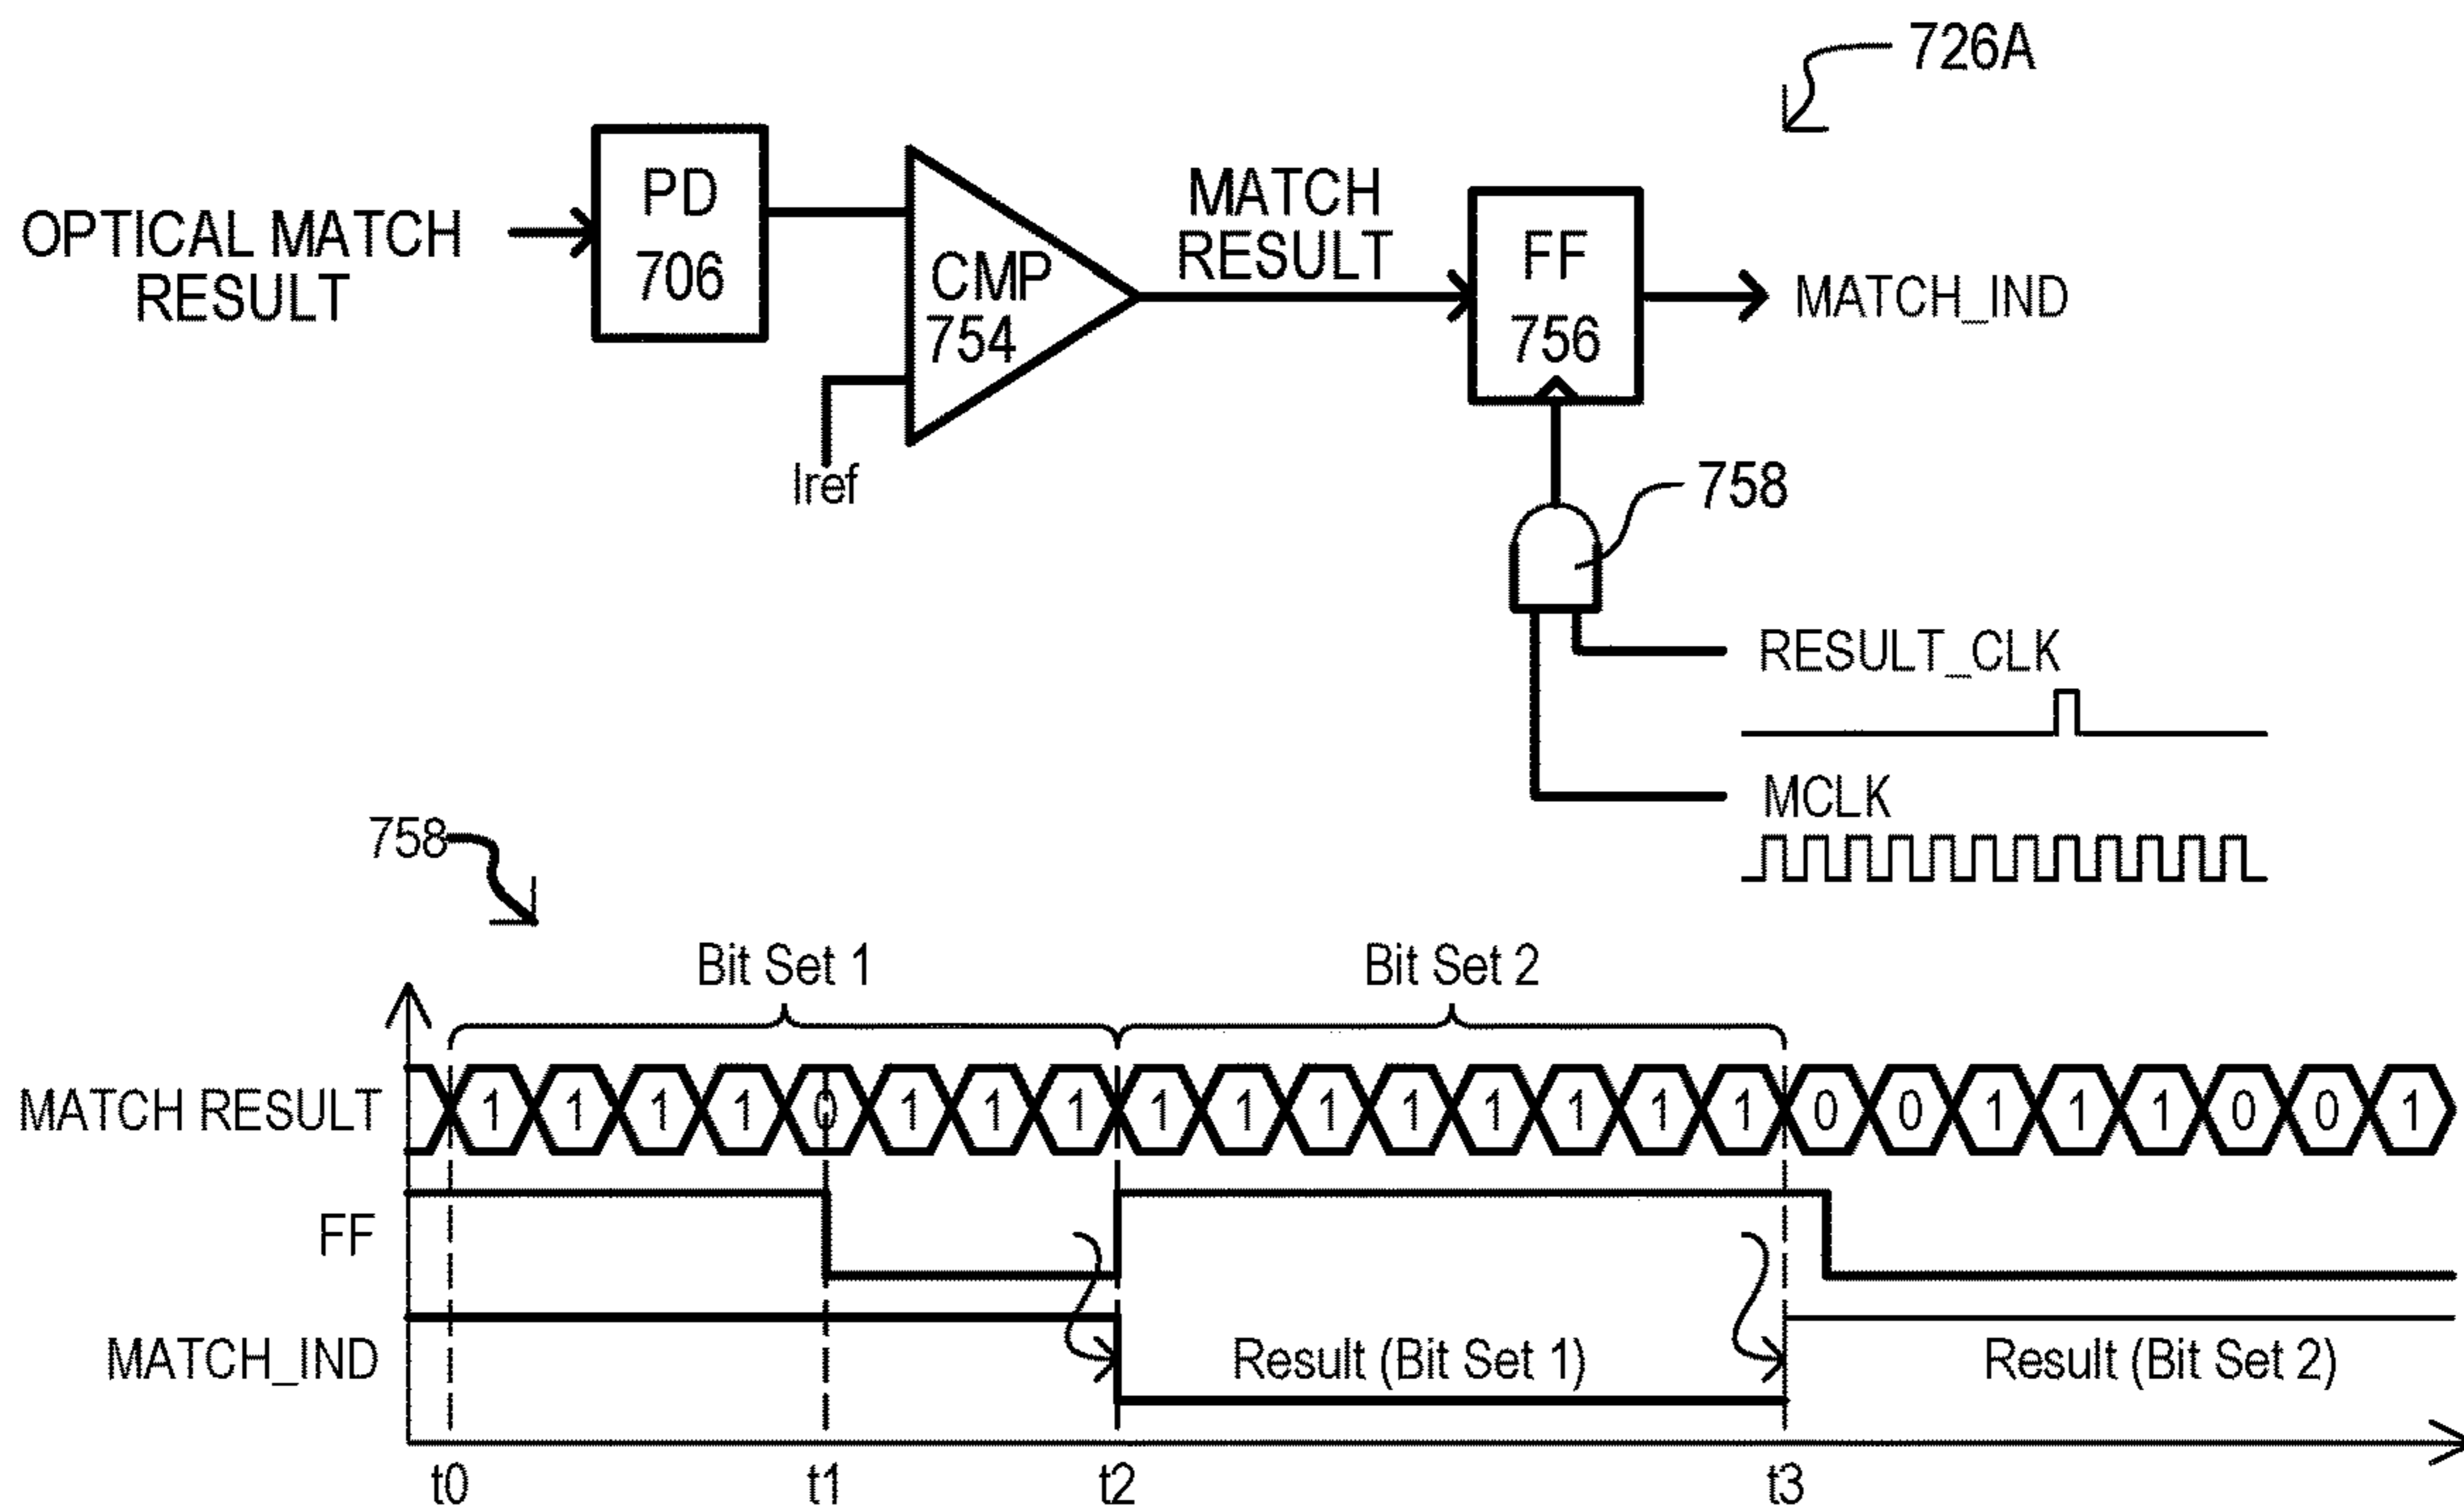 726A
OPTICAL MATCH
RESULT
PD
706
CMP
754
Iref
MATCH
RESULT
FF
756
MATCH_IND
758
RESULT_CLK
MCLK
758
Bit Set 1
Bit Set 2
MATCH RESULT
1 1 1 1 0 1 1 1 1 1 1 1 1 1 1 1 0 0 1 1 1 0 0 1
FF
MATCH_IND
Result (Bit Set 1)
Result (Bit Set 2)
t0 t1 t2 t3